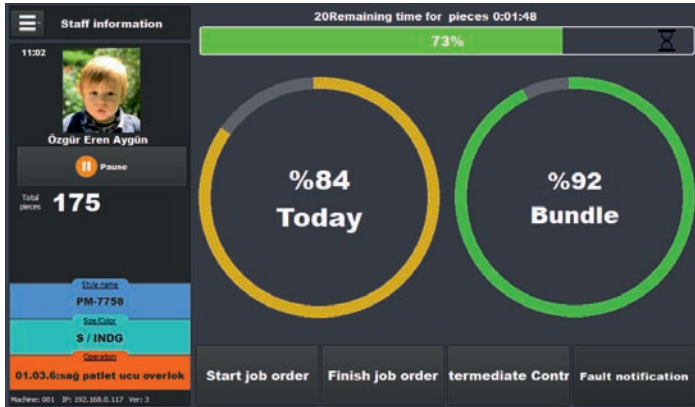 Staff information
11:02
Özgür Eren Aygün
Pause
Total
pieces
175
Style name
PM-7758
Size/Color
S / INDG
Operation
01.03.6:sağ patlet ucu overlok
Machine: 001 IP: 192.168.0.117 Ver: 3
20Remaining time for pieces 0:01:48
73%
%84
Today
%92
Bundle
Start job order
Finish job order
termediate Contr
Fault notification